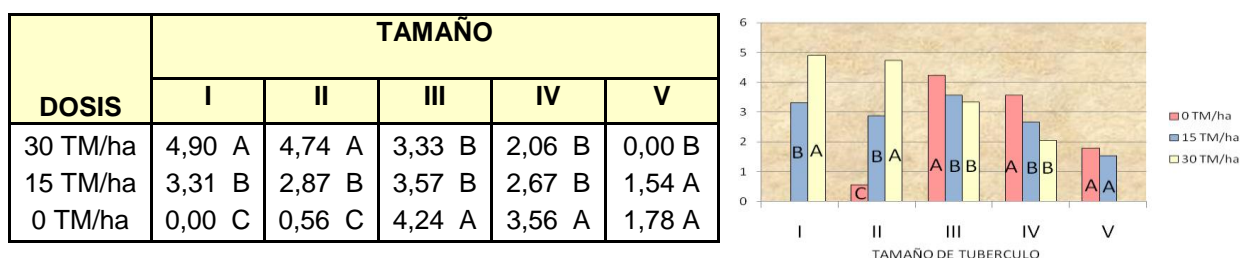 TAMAÑO
DOSIS I II III IV V
30 TM/ha 4,90 A 4,74 A 3,33 B 2,06 B 0,00 B
15 TM/ha 3,31 B 2,87 B 3,57 B 2,67 B 1,54 A
0 TM/ha 0,00 C 0,56 C 4,24 A 3,56 A 1,78 A
6
5
4
3
2
1
0
B A B A A B B A B B
C A A
I II III IV V
TAMAÑO DE TUBERCULO
0 TM/ha
15 TM/ha
30 TM/ha